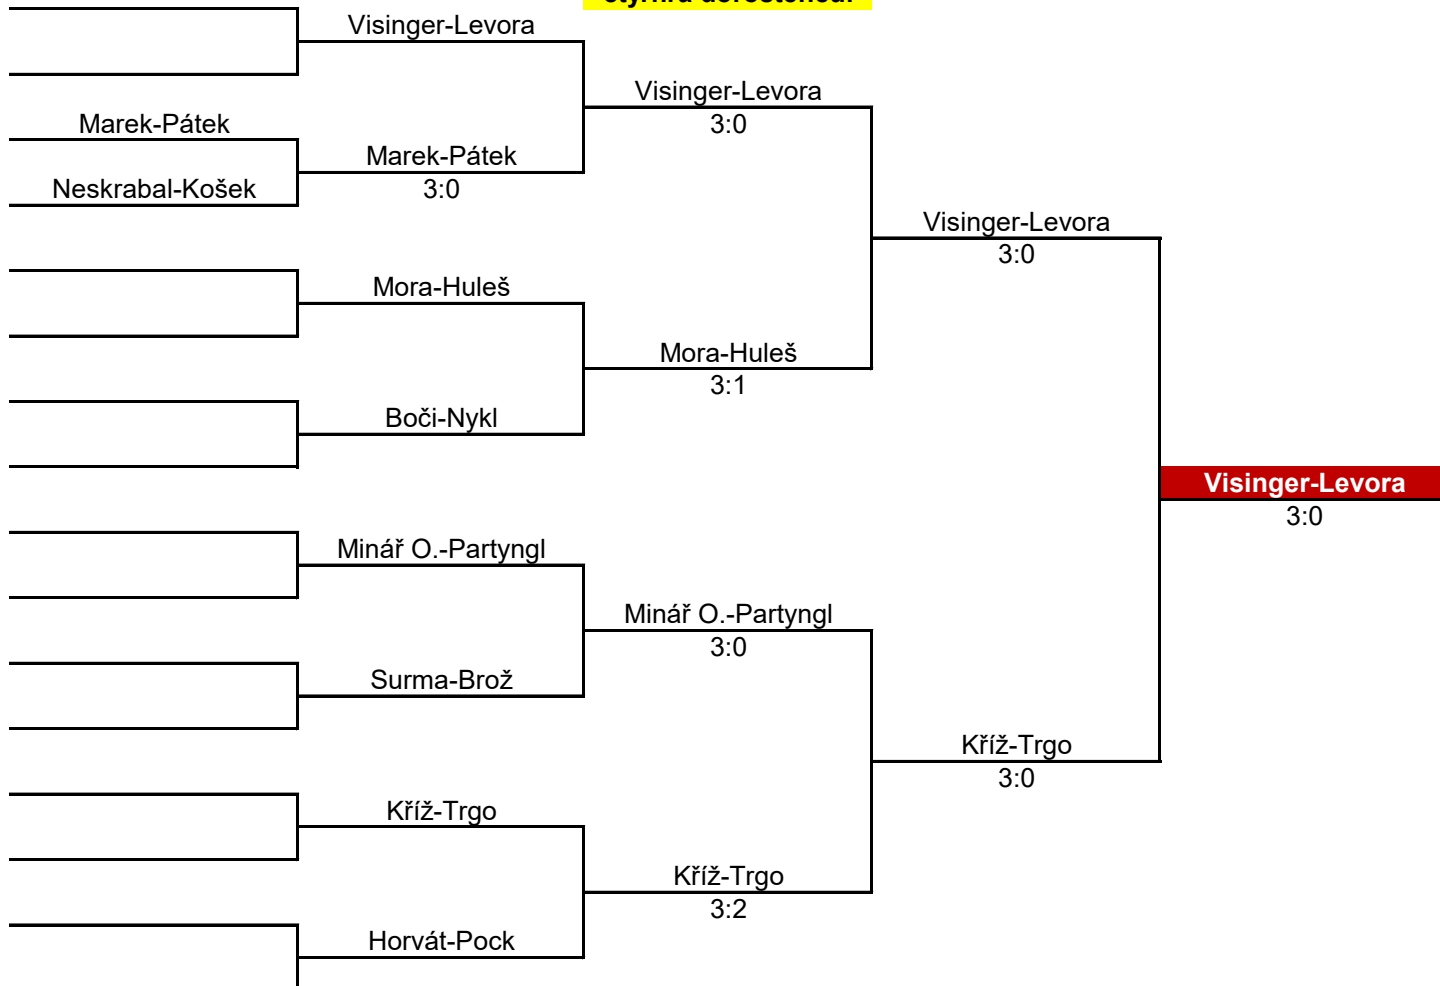 Visinger-Levora
Visinger-Levora
3:0
Marek-Pátek
Marek-Pátek
3:0
Neskrabal-Košek
Visinger-Levora
3:0
Mora-Huleš
Mora-Huleš
3:1
Boči-Nykl
Visinger-Levora
3:0
Minář O.-Partyngl
Minář O.-Partyngl
3:0
Surma-Brož
Kříž-Trgo
3:0
Kříž-Trgo
Kříž-Trgo
3:2
Horvát-Pock